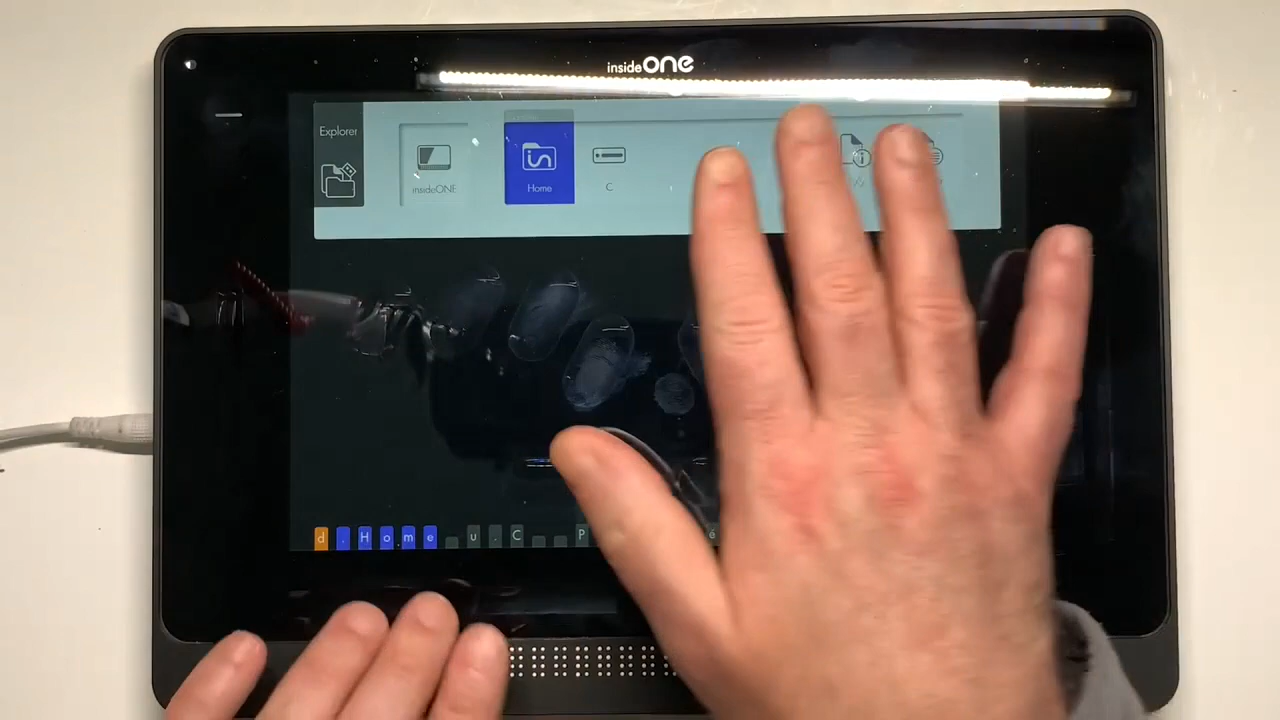 insideONE
Explorer
insideONE
Home
C
d . H o m e u . C P é